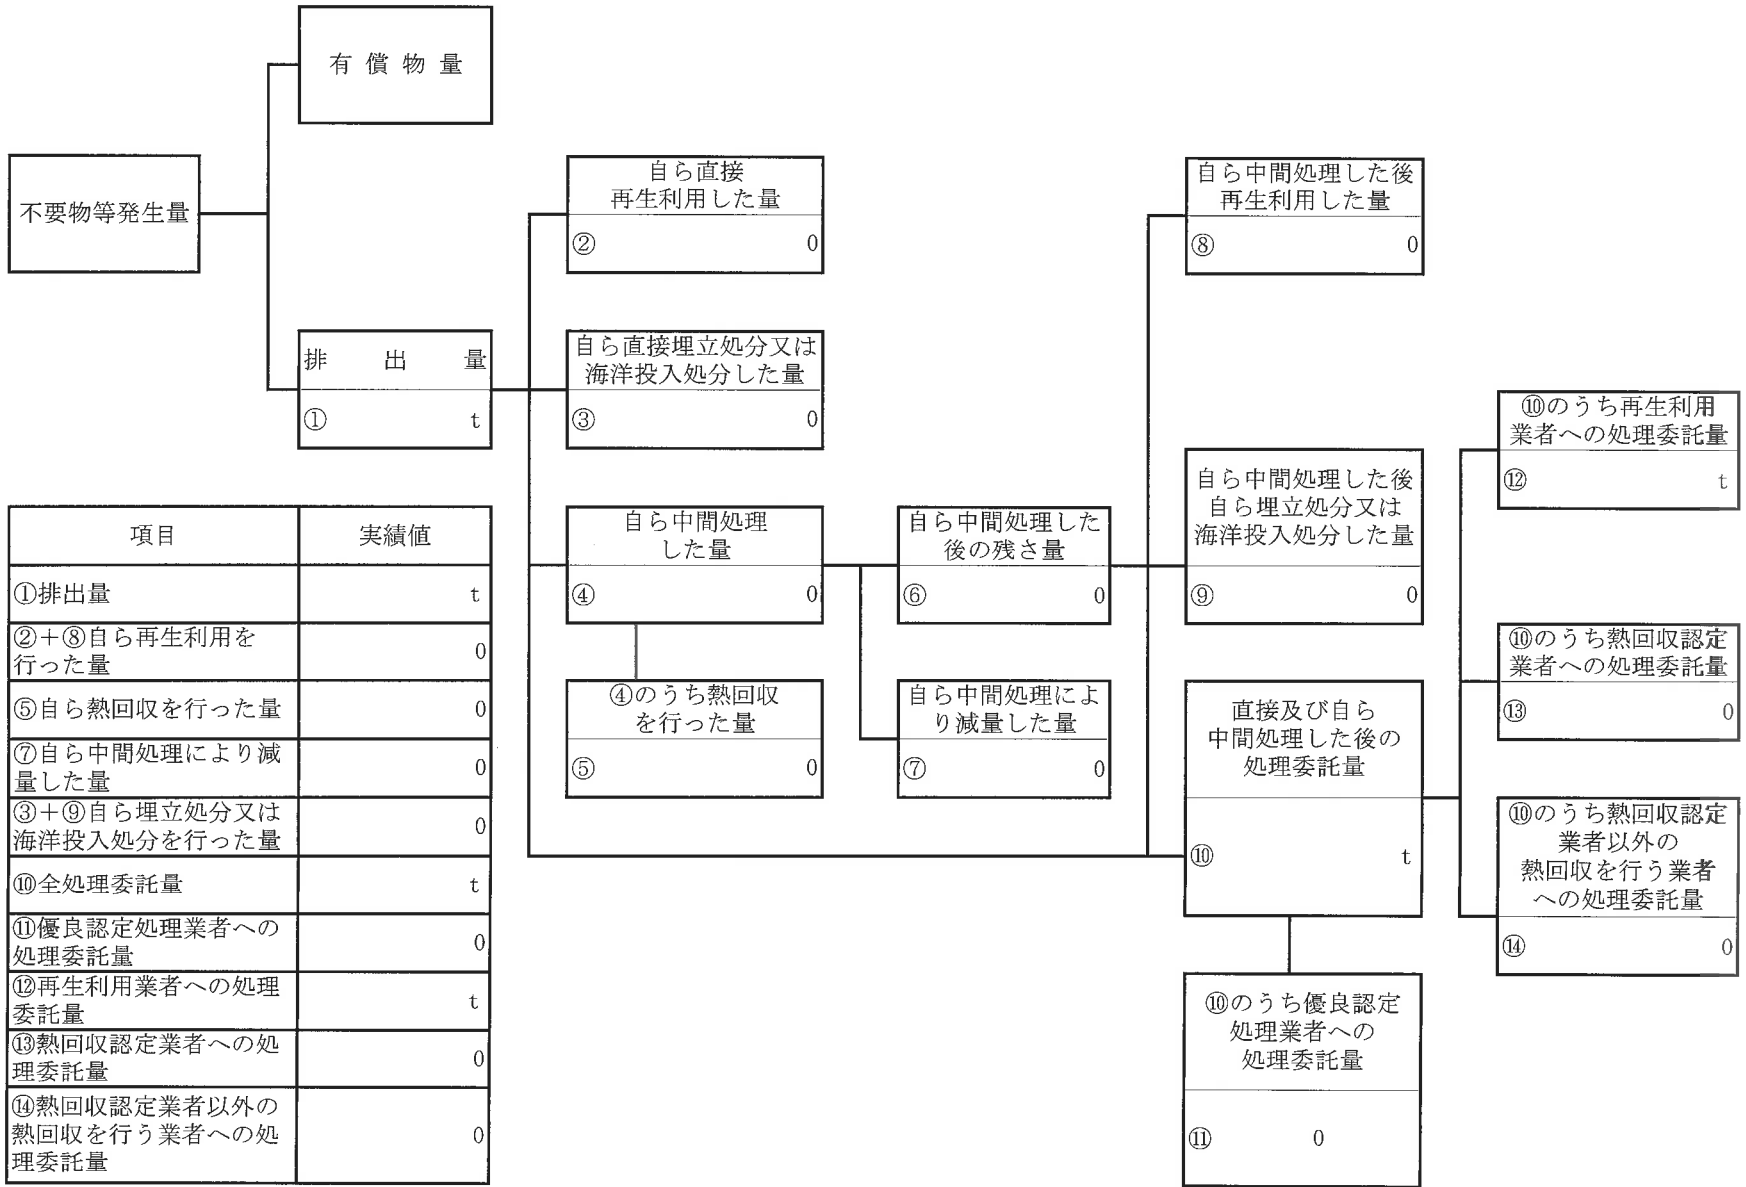 有償物量
不要物等発生量
排出量
① t
自ら直接
再生利用した量
② 0
自ら直接埋立処分又は
海洋投入処分した量
③ 0
自ら中間処理
した量
④ 0
④のうち熱回収
を行った量
⑤ 0
自ら中間処理した
後の残さ量
⑥ 0
自ら中間処理によ
り減量した量
⑦ 0
自ら中間処理した後
再生利用した量
⑧ 0
自ら中間処理した後
自ら埋立処分又は
海洋投入処分した量
⑨ 0
直接及び自ら
中間処理した後の
処理委託量
⑩ t
⑩のうち優良認定
処理業者への
処理委託量
⑪ 0
⑩のうち再生利用
業者への処理委託量
⑫ t
⑩のうち熱回収認定
業者への処理委託量
⑬ 0
⑩のうち熱回収認定
業者以外の
熱回収を行う業者
への処理委託量
⑭ 0
項目 実績値
①排出量 t
②+⑧自ら再生利用を
行った量 0
⑤自ら熱回収を行った量 0
⑦自ら中間処理により減
量した量 0
③+⑨自ら埋立処分又は
海洋投入処分を行った量 0
⑩全処理委託量 t
⑪優良認定処理業者への
処理委託量 0
⑫再生利用業者への処理
委託量 t
⑬熱回収認定業者への処
理委託量 0
⑭熱回収認定業者以外の
熱回収を行う業者への処
理委託量 0